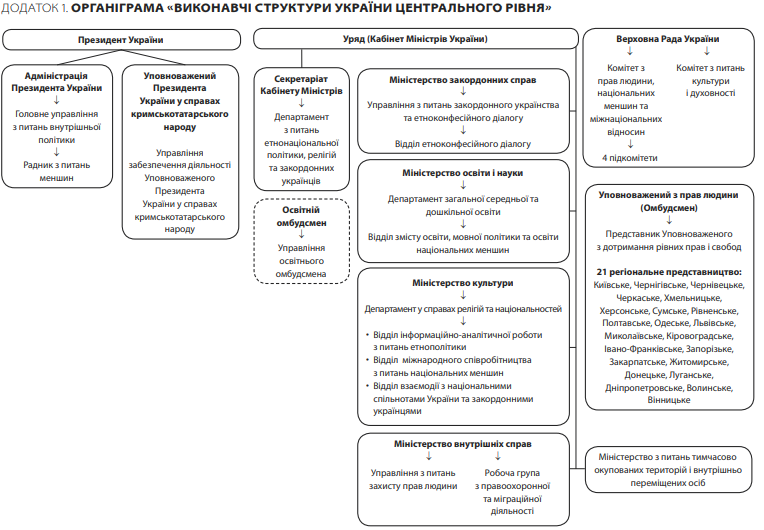 ДОДАТОК 1. ОРГАНІГРАМА «ВИКОНАВЧІ СТРУКТУРИ УКРАЇНИ ЦЕНТРАЛЬНОГО РІВНЯ»
Президент України
Адміністрація
Президента України
↓
Головне управління
з питань внутрішньої
політики
↓
Радник з питань
меншин
Уповноважений
Президента
України у справах
кримськотатарського
народу
Управління
забезпечення діяльності
Уповноваженого
Президента
України у справах
кримськотатарського
народу
Уряд (Кабінет Міністрів України)
Секретаріат
Кабінету Міністрів
↓
Департамент
з питань
етнонаціональної
політики, релігій
та закордонних
українців
Освітній
омбудсмен
↓
Управління
освітнього
омбудсмена
Міністерство закордонних справ
↓
Управління з питань закордонного українства
та етноконфесійного діалогу
↓
Відділ етноконфесійного діалогу
Міністерство освіти і науки
↓
Департамент загальної середньої та
дошкільної освіти
↓
Відділ змісту освіти, мовної політики та освіти
національних меншин
Міністерство культури
↓
Департамент у справах релігій та національностей
↓
• Відділ інформаційно-аналітичної роботи
з питань етнополітики
• Відділ міжнародного співробітництва
з питань національних меншин
• Відділ взаємодії з національними
спільнотами України та закордонними
українцями
Міністерство внутрішніх справ
↓ ↓
Управління з питань
захисту прав людини
Робоча група
з правоохоронної
та міграційної
діяльності
Верховна Рада України
↓ ↓
Комітет з
прав людини,
національних
меншин та
міжнаціональних
відносин
↓
4 підкомітети
Комітет з питань
культури
і духовності
Уповноважений з прав людини
(Омбудсмен)
↓
Представник Уповноваженого
з дотримання рівних прав і свобод
21 регіональне представництво:
Київське, Чернігівське, Чернівецьке,
Черкаське, Хмельницьке,
Херсонське, Сумське, Рівненське,
Полтавське, Одеське, Львівське,
Миколаївське, Кіровоградське,
Івано-Франківське, Запорізьке,
Закарпатське, Житомирське,
Донецьке, Луганське,
Дніпропетровське, Волинське,
Вінницьке
Міністерство з питань тимчасово
окупованих територій і внутрішньо
переміщених осіб